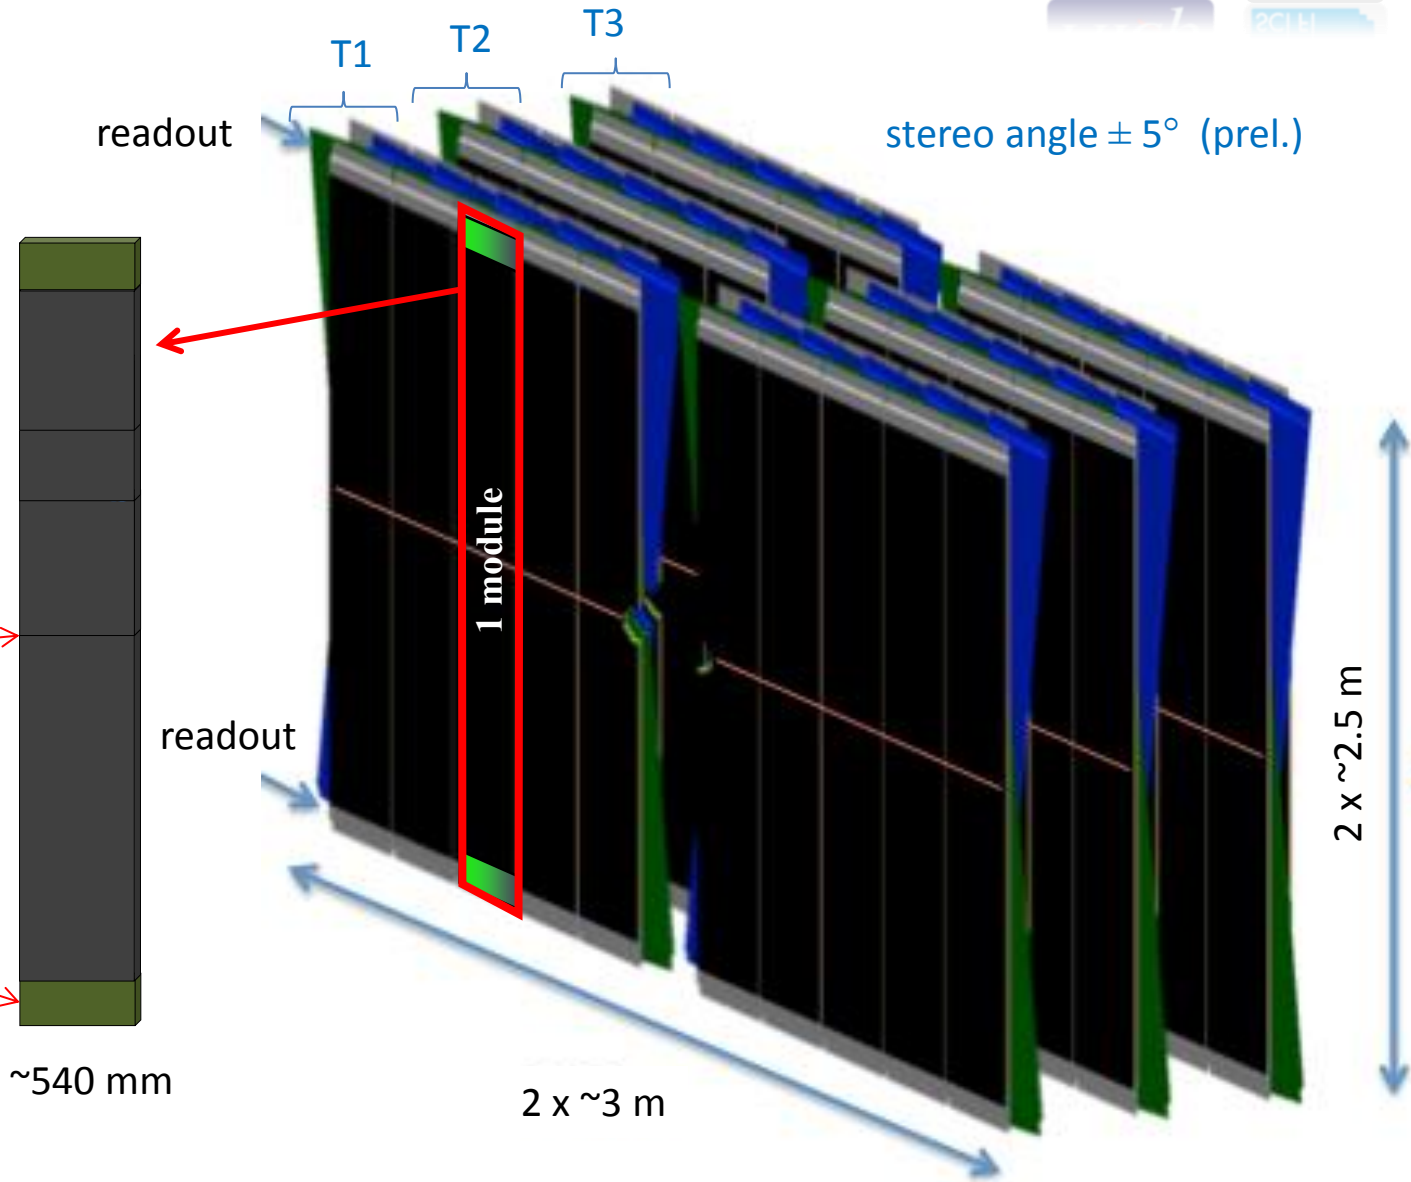 T1
T2
T3
readout
stereo angle ± 5° (prel.)
1 module
readout
2 x ~2.5 m
~540 mm
2 x ~3 m